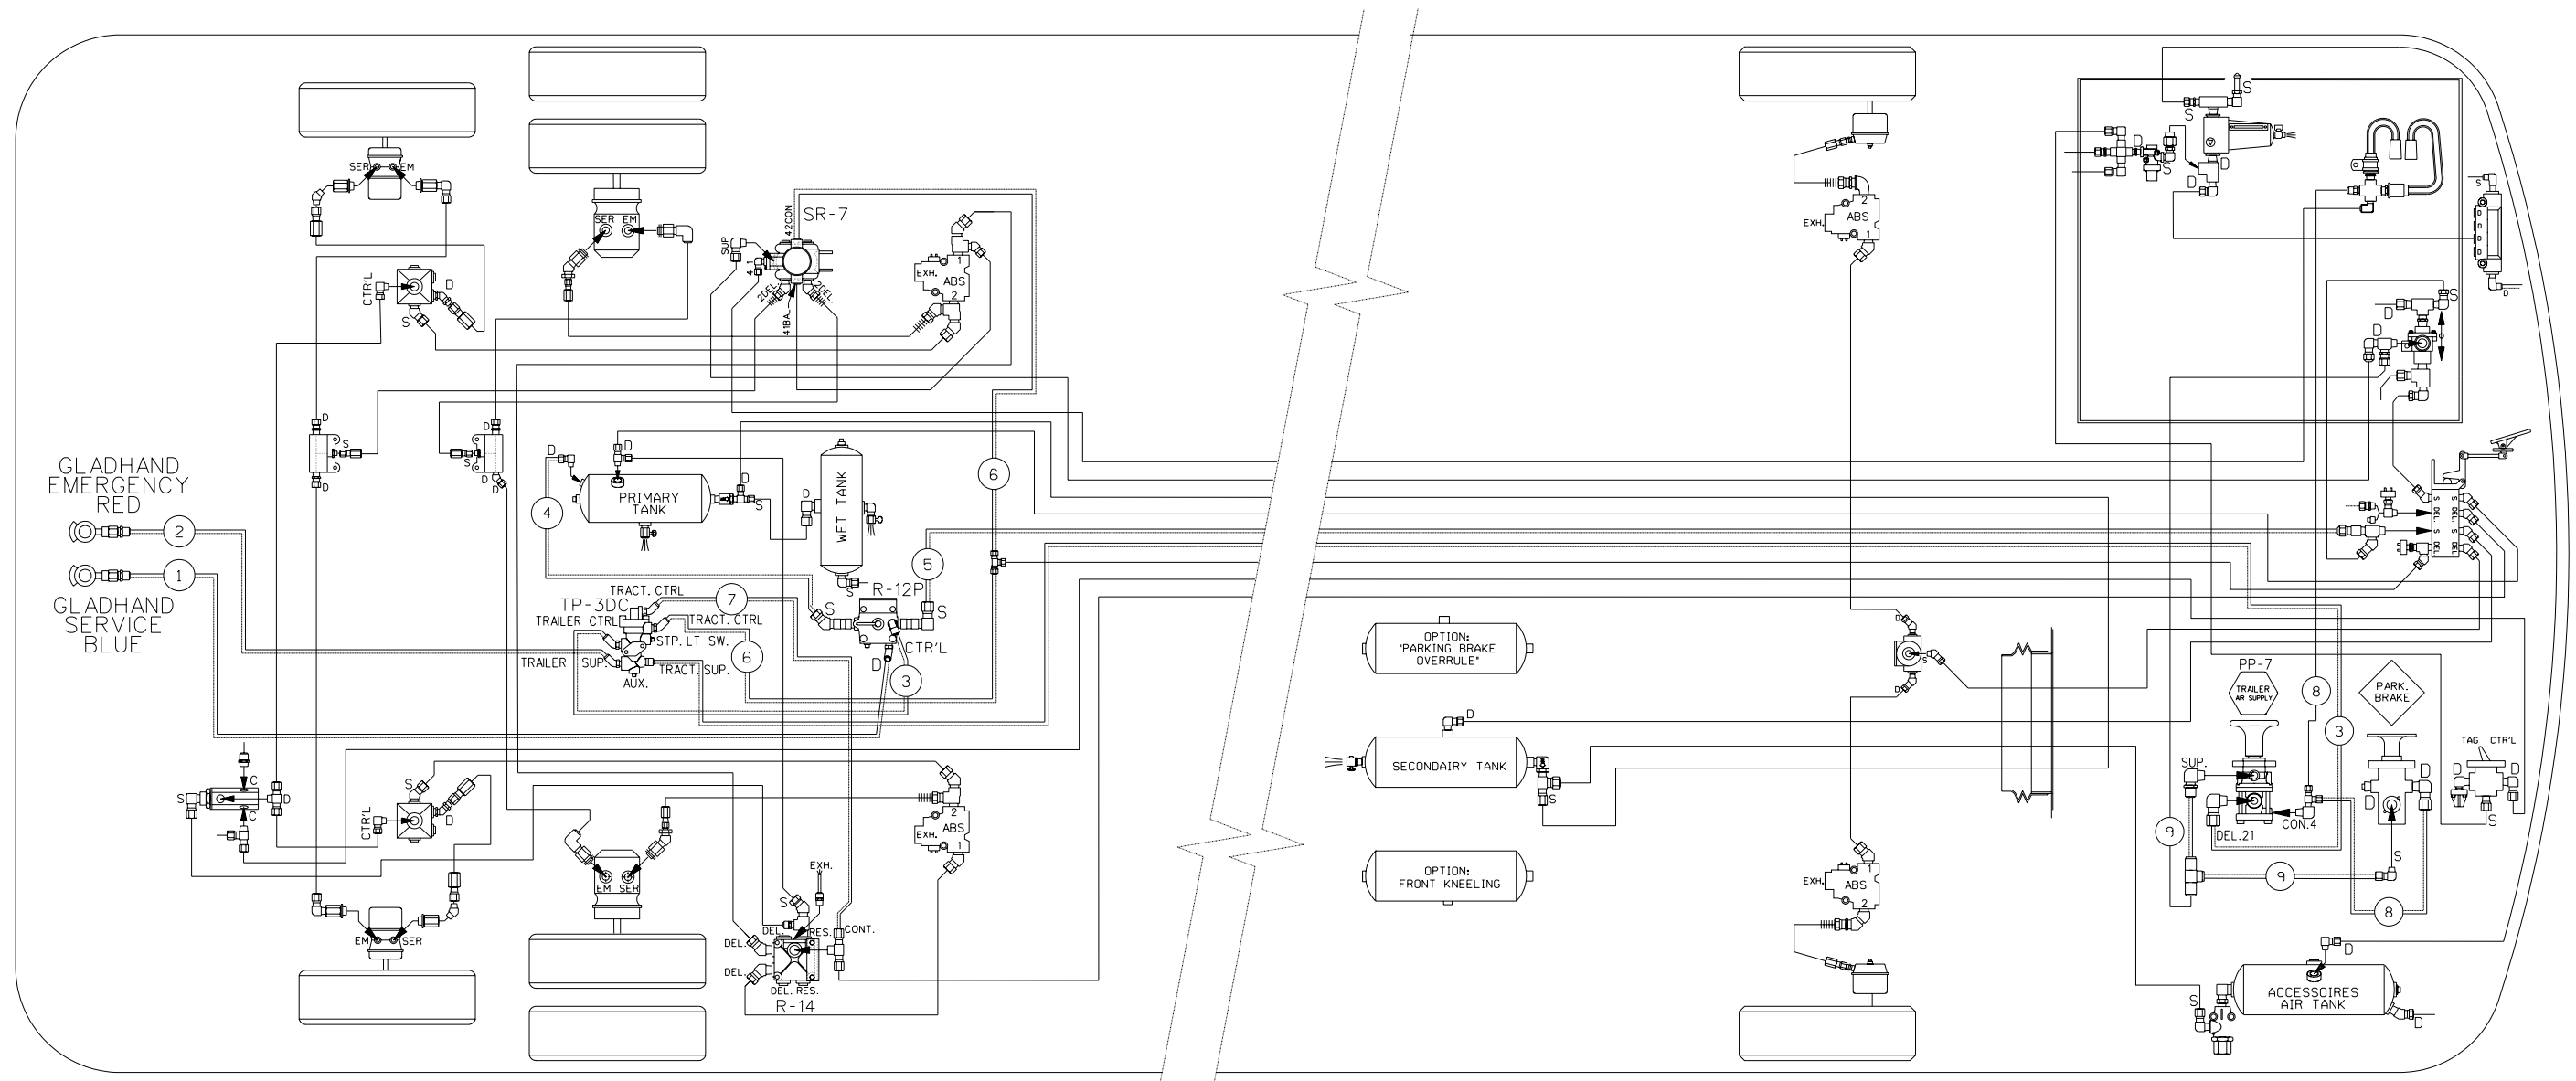 SER
EM
CTR'L
D
S
SER EM
SUP
4-1
42CON
SR-7
2DEL.
2DEL.
41BAL
1
EXH.
ABS
2
D
S
D
D
S
D
GLADHAND
EMERGENCY
RED
2
1
GLADHAND
SERVICE
BLUE
D
D
PRIMARY
TANK
D
S
4
D
WET TANK
S
6
5
R-12P
S
S
CTR'L
D
3
TRACT. CTRL
7
TP-3DC
TRAILER CTRL
TRACT. CTRL
STP. LT SW.
6
TRAILER SUP.
TRACT. SUP.
AUX.
S
C
D
C
S
CTR'L
D
EM
SER
EM SER
2
ABS
EXH.
1
EXH.
S
DEL.
RES.
CONT.
DEL.
DEL.
DEL. RES.
R-14
2
ABS
EXH.
1
OPTION:
"PARKING BRAKE
OVERRULE"
D
SECONDAIRY TANK
S
OPTION:
FRONT KNEELING
D
S
D
1
EXH.
ABS
2
S
S
D
S
D
D
S
D
S
D
D
S
DEL.
S
DEL
S
DEL.
S
DEL
PP-7
TRAILER
AIR SUPPLY
8
PARK.
BRAKE
3
TAG CTR'L
SUP.
D
D
D
D
S
9
DEL.21
CON.4
S
9
8
D
S
ACCESSOIRES
AIR TANK
D